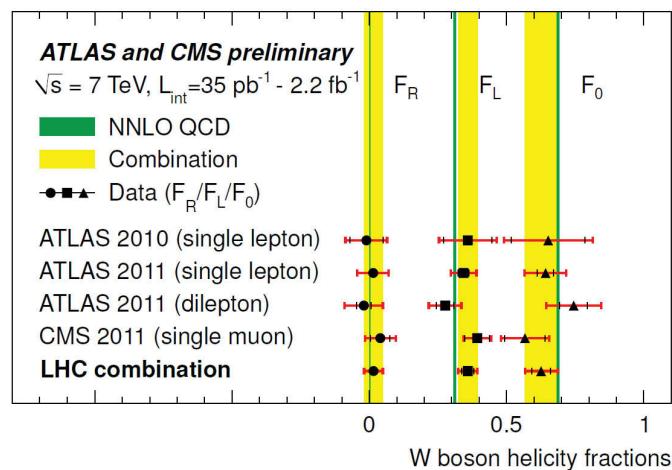 ATLAS and CMS preliminary
√s = 7 TeV, L_int=35 pb⁻¹ - 2.2 fb⁻¹
F_R F_L F_0
NNLO QCD
Combination
Data (F_R/F_L/F_0)
ATLAS 2010 (single lepton)
ATLAS 2011 (single lepton)
ATLAS 2011 (dilepton)
CMS 2011 (single muon)
LHC combination
0 0.5 1
W boson helicity fractions